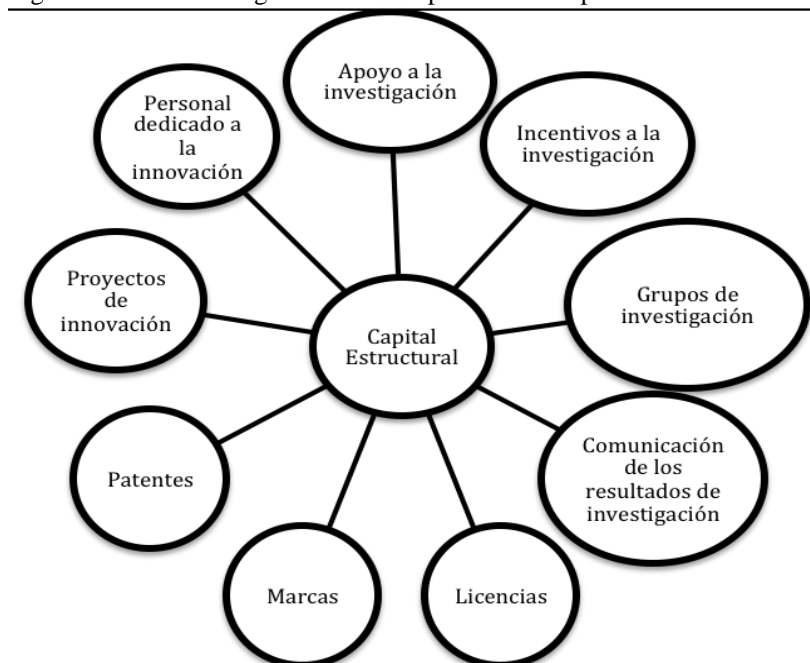 Apoyo a la
investigación
Incentivos a la
investigación
Grupos de
investigación
Comunicación
de los
resultados de
investigación
Licencias
Marcas
Patentes
Proyectos
de
innovación
Personal
dedicado a
la
innovación
Capital
Estructural